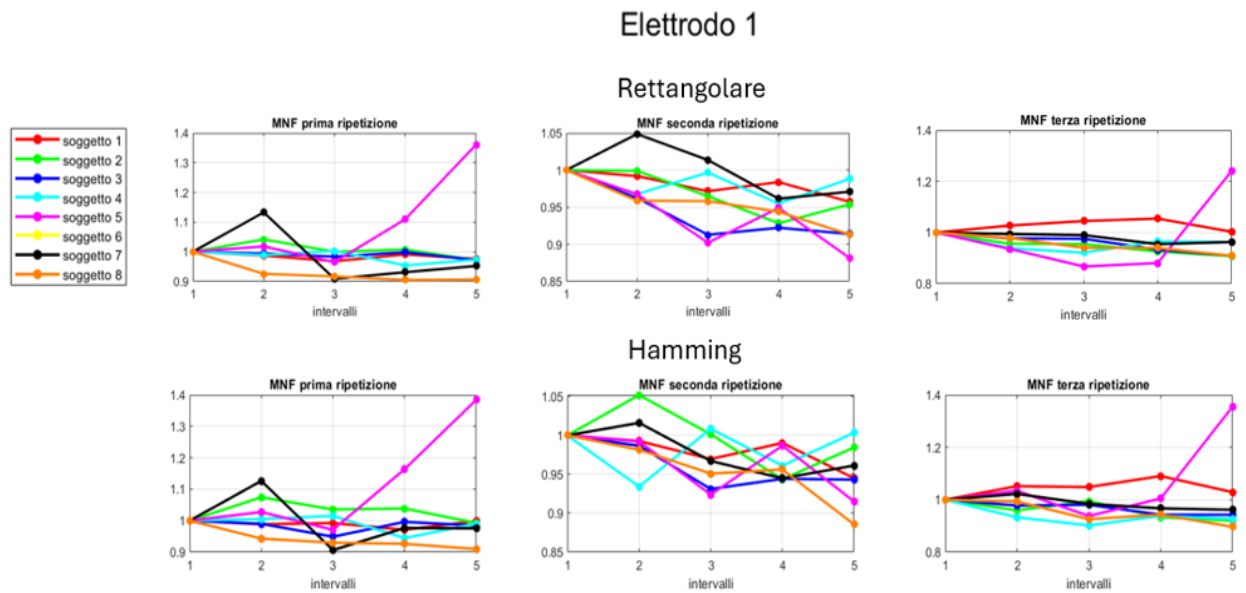 Elettrodo 1
Rettangolare
soggetto 1
soggetto 2
soggetto 3
soggetto 4
soggetto 5
soggetto 6
soggetto 7
soggetto 8
MNF prima ripetizione
1.4
1.3
1.2
1.1
1
0.9
1 2 3 4 5
intervalli
MNF seconda ripetizione
1.05
1
0.95
0.9
0.85
1 2 3 4 5
intervalli
MNF terza ripetizione
1.4
1.2
1
0.8
1 2 3 4 5
intervalli
Hamming
MNF prima ripetizione
1.4
1.3
1.2
1.1
1
0.9
1 2 3 4 5
intervalli
MNF seconda ripetizione
1.05
1
0.95
0.9
0.85
1 2 3 4 5
intervalli
MNF terza ripetizione
1.4
1.2
1
0.8
1 2 3 4 5
intervalli